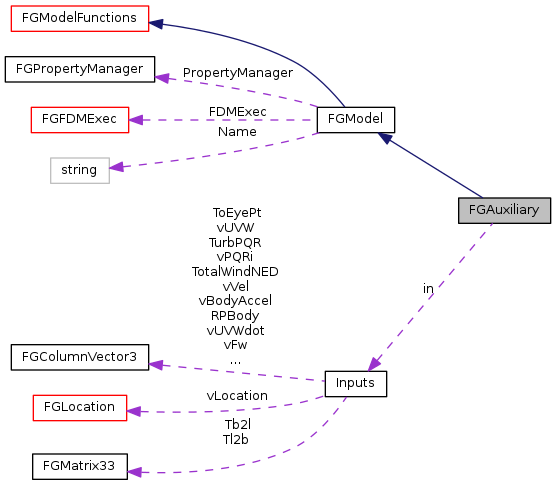 FGModelFunctions
FGPropertyManager
PropertyManager
FGFDMExec
FDMExec
FGModel
Name
string
FGAuxiliary
ToEyePt
vUVW
TurbPQR
vPQRi
TotalWindNED
vVel
vBodyAccel
RPBody
vUVWdot
vFw
...
in
FGColumnVector3
Inputs
vLocation
FGLocation
Tb2l
Tl2b
FGMatrix33